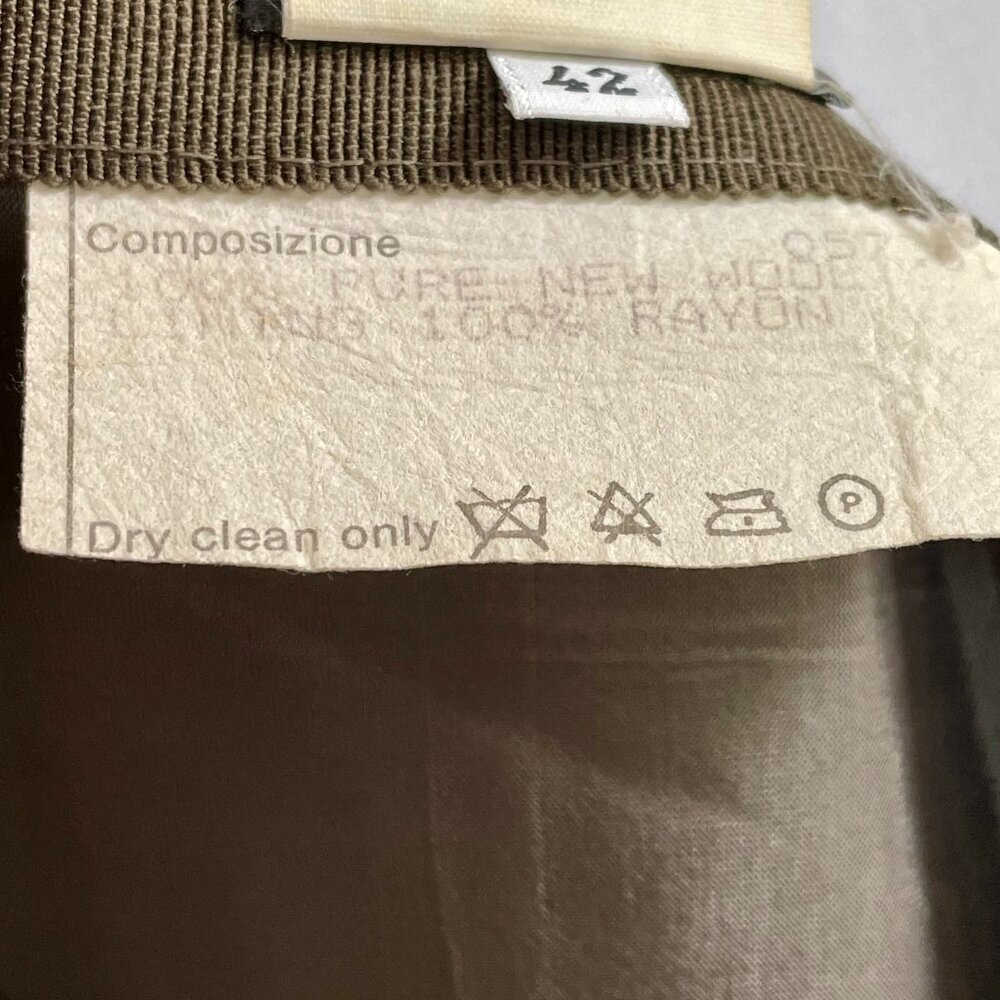 42
Composizione
057
100% PURE NEW WOOL
LINING 100% RAYON
Dry clean only
P